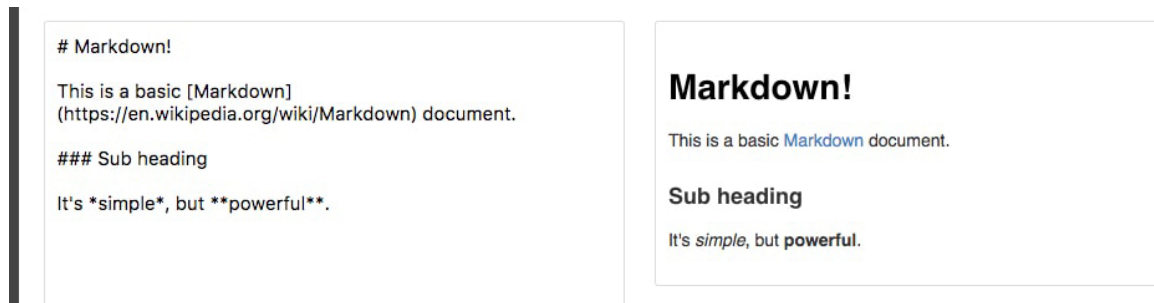 # Markdown!
This is a basic [Markdown]
(https://en.wikipedia.org/wiki/Markdown) document.
### Sub heading
It's *simple*, but **powerful**.
Markdown!
This is a basic Markdown document.
Sub heading
It's simple, but powerful.